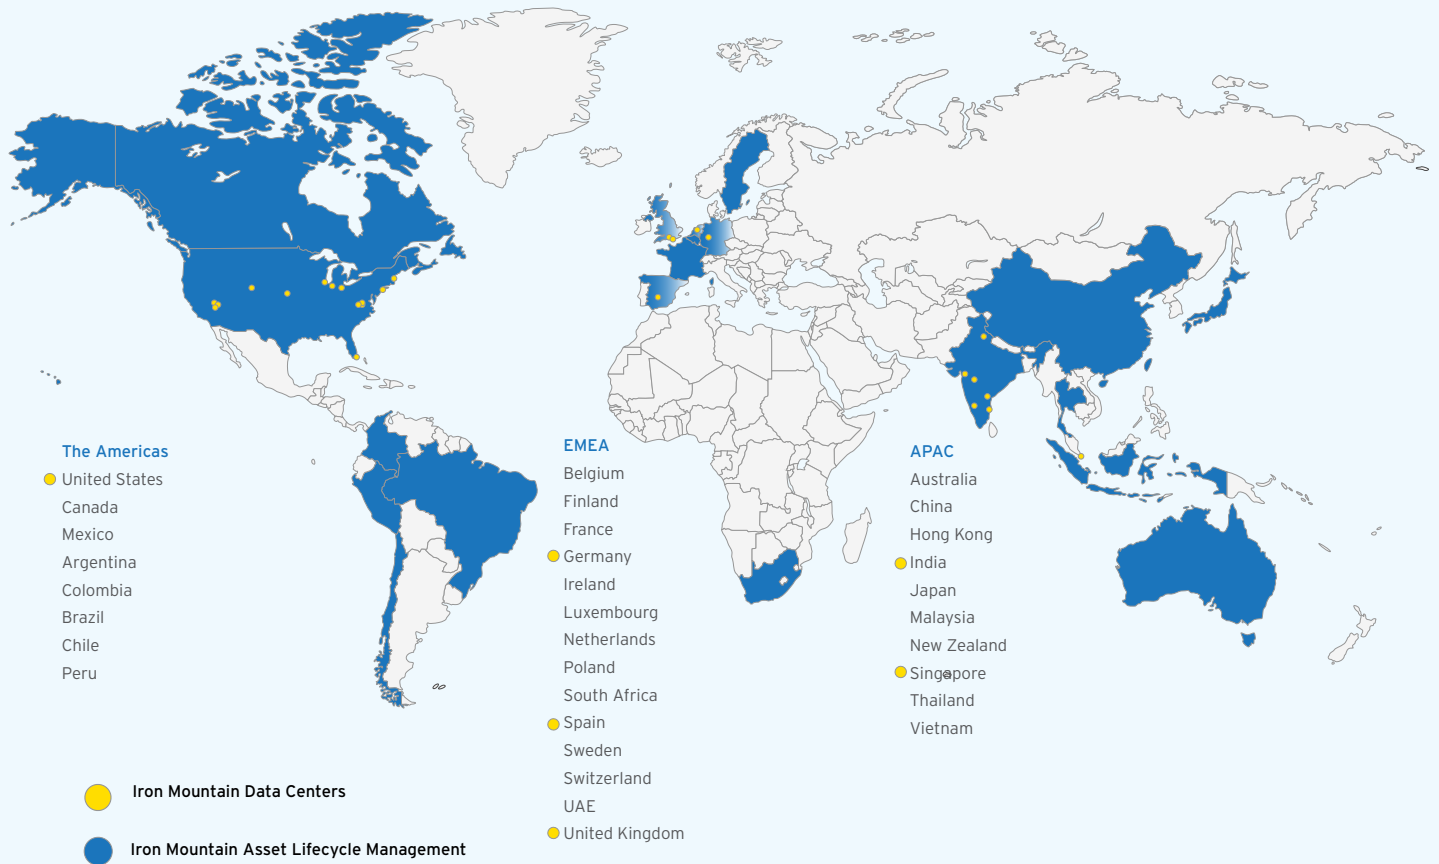 The Americas
United States
Canada
Mexico
Argentina
Colombia
Brazil
Chile
Peru
EMEA
Belgium
Finland
France
Germany
Ireland
Luxembourg
Netherlands
Poland
South Africa
Spain
Sweden
Switzerland
UAE
United Kingdom
APAC
Australia
China
Hong Kong
India
Japan
Malaysia
New Zealand
Singapore
Thailand
Vietnam
Iron Mountain Data Centers
Iron Mountain Asset Lifecycle Management